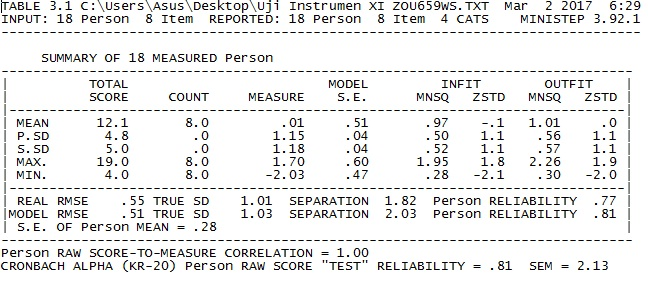 TABLE 3.1 C:\Users\Asus\Desktop\Uji Instrumen XI ZOU659WS.TXT Mar 2 2017 6:29
INPUT: 18 Person 8 Item REPORTED: 18 Person 8 Item 4 CATS MINISTEP 3.92.1
SUMMARY OF 18 MEASURED Person
TOTAL MODEL INFIT OUTFIT
SCORE COUNT MEASURE S.E. MNSQ ZSTD MNSQ ZSTD
MEAN 12.1 8.0 .01 .51 .97 -.1 1.01 .0
P.SD 4.8 .0 1.15 .04 .50 1.1 .56 1.1
S.SD 5.0 .0 1.18 .04 .52 1.1 .57 1.1
MAX. 19.0 8.0 1.70 .60 1.95 1.8 2.26 1.9
MIN. 4.0 8.0 -2.03 .47 .28 -2.1 .30 -2.0
REAL RMSE .55 TRUE SD 1.01 SEPARATION 1.82 Person RELIABILITY .77
MODEL RMSE .51 TRUE SD 1.03 SEPARATION 2.03 Person RELIABILITY .81
S.E. OF Person MEAN = .28
Person RAW SCORE-TO-MEASURE CORRELATION = 1.00
CRONBACH ALPHA (KR-20) Person RAW SCORE "TEST" RELIABILITY = .81 SEM = 2.13